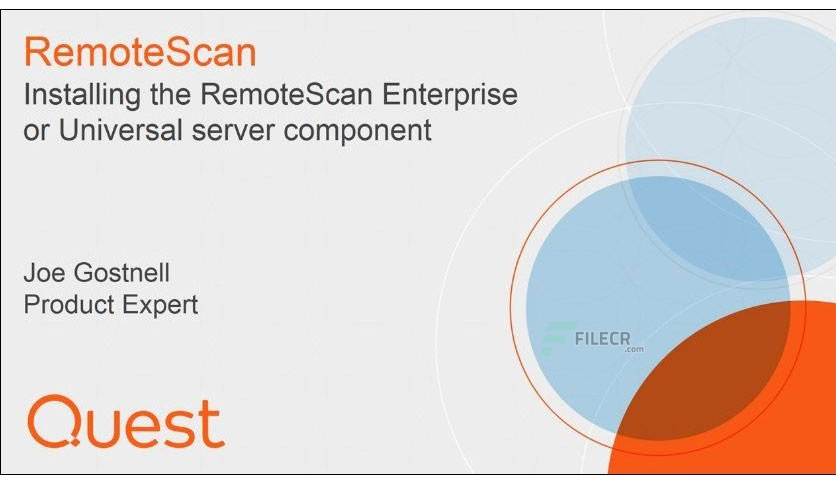 RemoteScan
Installing the RemoteScan Enterprise
or Universal server component
Joe Gostnell
Product Expert
FILECR
.com
Quest